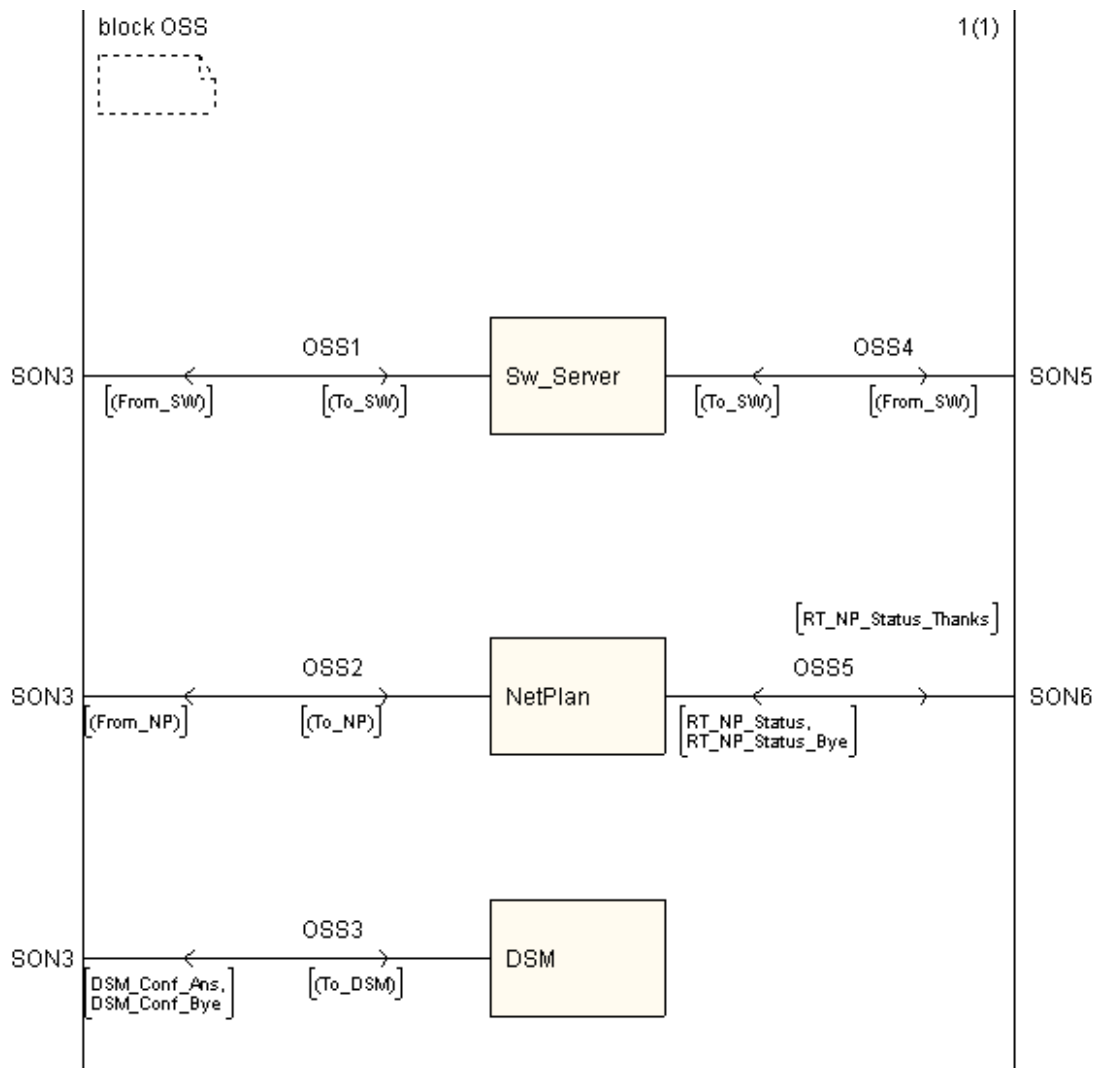 block OSS
1(1)
OSS1
OSS4
SON3
Sw_Server
SON5
[(From_SW)]
[(To_SW)]
[(To_SW)]
[(From_SW)]
[RT_NP_Status_Thanks]
OSS2
OSS5
SON3
NetPlan
SON6
[(From_NP)]
[(To_NP)]
[RT_NP_Status,
RT_NP_Status_Bye]
OSS3
SON3
DSM
[DSM_Conf_Ans,
DSM_Conf_Bye]
[(To_DSM)]